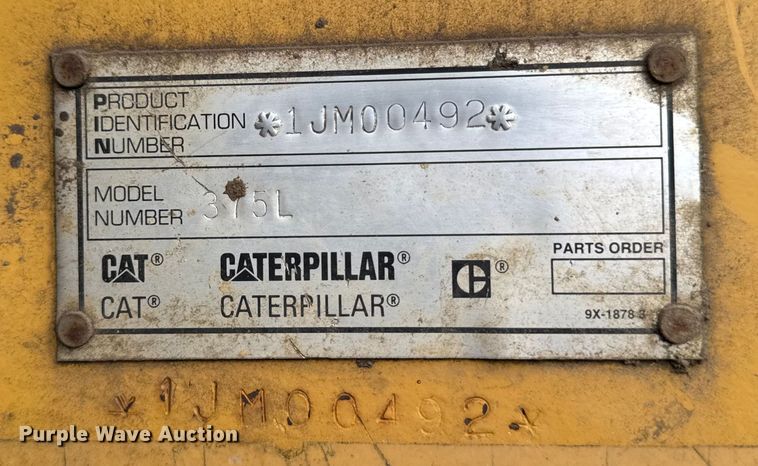 PRODUCT
IDENTIFICATION
NUMBER
*1JM00492*
MODEL
NUMBER
375L
CAT® CATERPILLAR® C®
CAT® CATERPILLAR®
PARTS ORDER
9X-1878 3
*1JM00492*
Purple Wave Auction